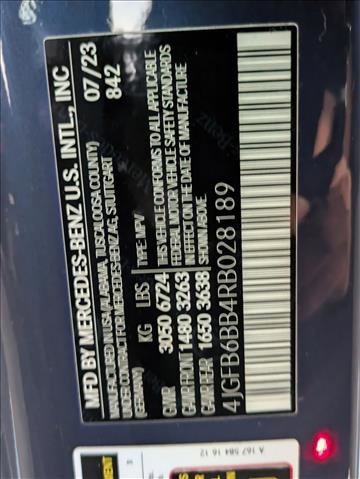 MFD BY MERCEDES-BENZ U.S. INTL., INC
MANUFACTURED IN USA/ALABAMA, TUSCALOOSA, COUNTY)
UNDER CONTRACT FOR MERCEDES-BENZ AG, STUTTGART
(GERMANY)
07/23
842
KG LBS TYPE: MPV
GVWR 3050 6724 THIS VEHICLE CONFORMS TO ALL APPLICABLE
GAWR FRONT 1480 3263 FEDERAL MOTOR VEHICLE SAFETY STANDARDS
GAWR REAR 1650 3638 IN EFFECT ON THE DATE OF MANUFACTURE
SHOWN ABOVE.
4JGFB6BB4RB028189
A 167 584 16 12